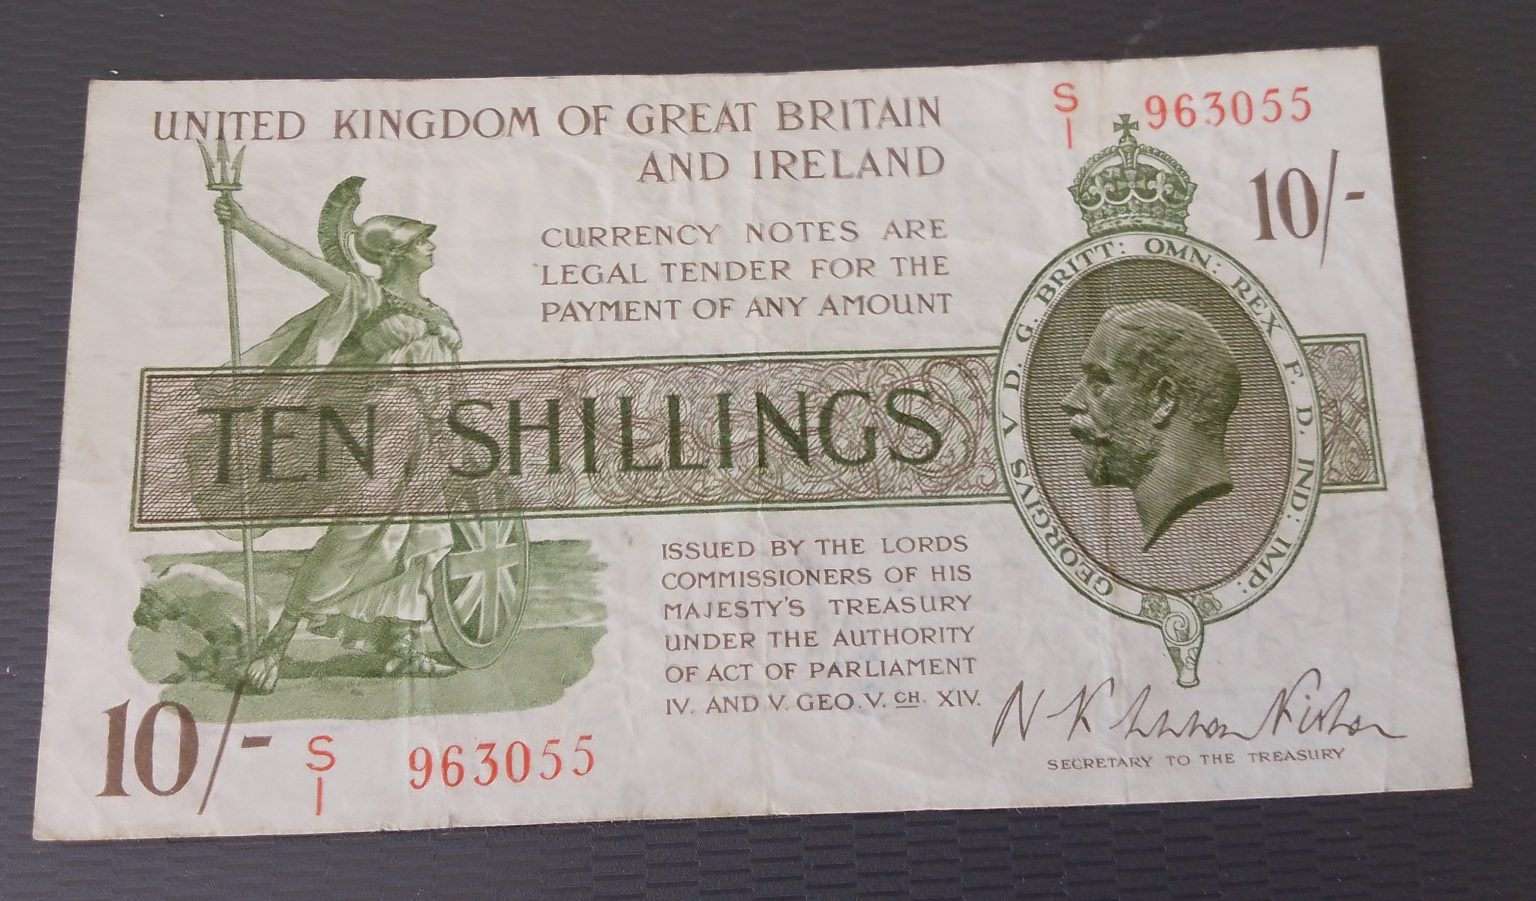 UNITED KINGDOM OF GREAT BRITAIN
AND IRELAND
S
1
963055
10/-
CURRENCY NOTES ARE
LEGAL TENDER FOR THE
PAYMENT OF ANY AMOUNT
GEORGIVS V D. G. BRITT: OMN: REX F. D. IND: IMP:
TEN SHILLINGS
ISSUED BY THE LORDS
COMMISSIONERS OF HIS
MAJESTY'S TREASURY
UNDER THE AUTHORITY
OF ACT OF PARLIAMENT
IV. AND V. GEO. V. CH. XIV.
N K Warren Fisher
SECRETARY TO THE TREASURY
10/-
S
1
963055